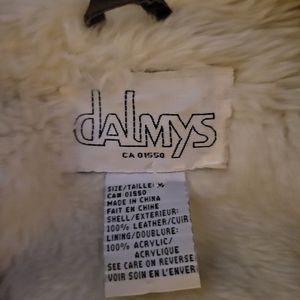 dalmys
CA 01550
SIZE/TAILLE:
CA# 01550
MADE IN CHINA
FAIT EN CHINE
SHELL/EXTERIEUR:
100% LEATHER/CUIR
LINING/DOUBLURE:
100% ACRYLIC/
ACRYLIQUE
SEE CARE ON REVERSE
VOIR SOIN EN L'ENVER